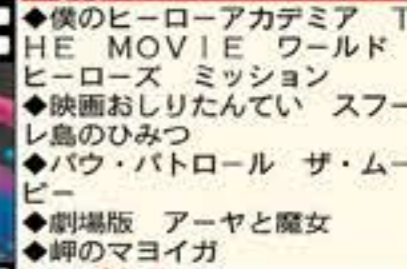 ◆僕のヒーローアカデミア　T
HE　MOVIE　ワールド
ヒーローズ　ミッション
◆映画おしりたんてい　スフー
レ島のひみつ
◆パウ・パトロール　ザ・ムー
ビー
◆劇場版　アーヤと魔女
◆岬のマヨイガ